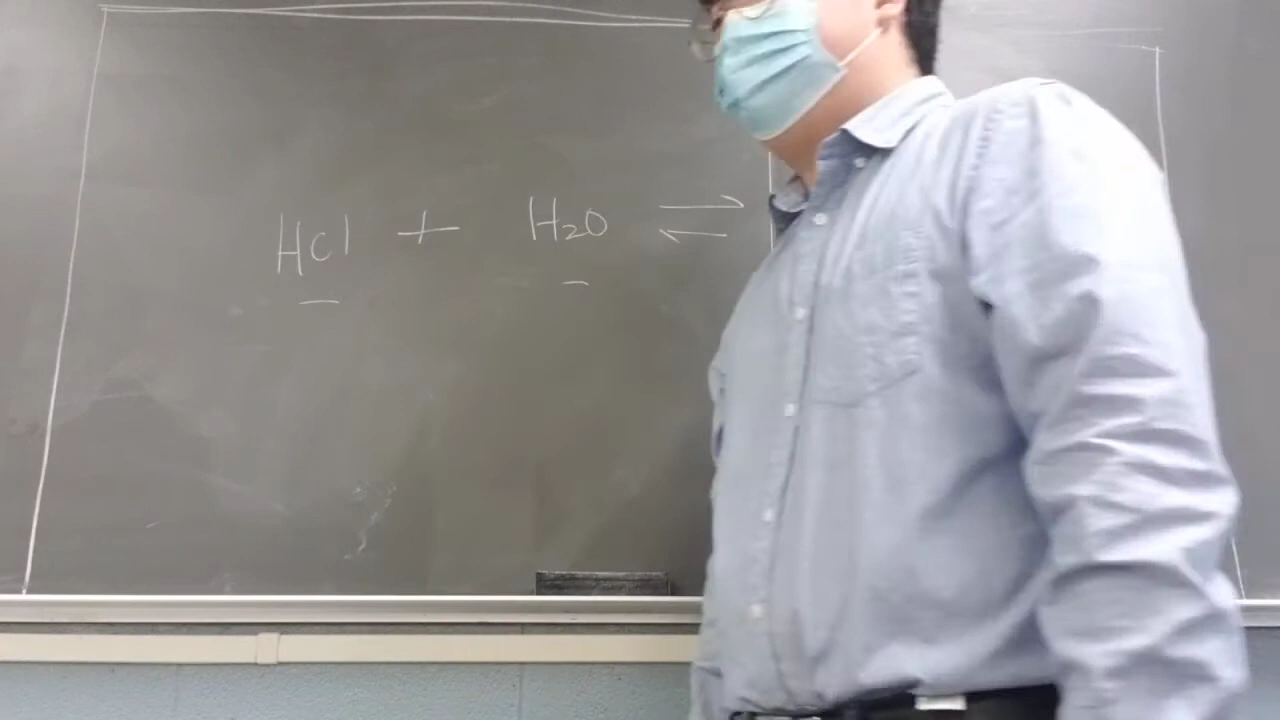 HCl + H₂O ⇌